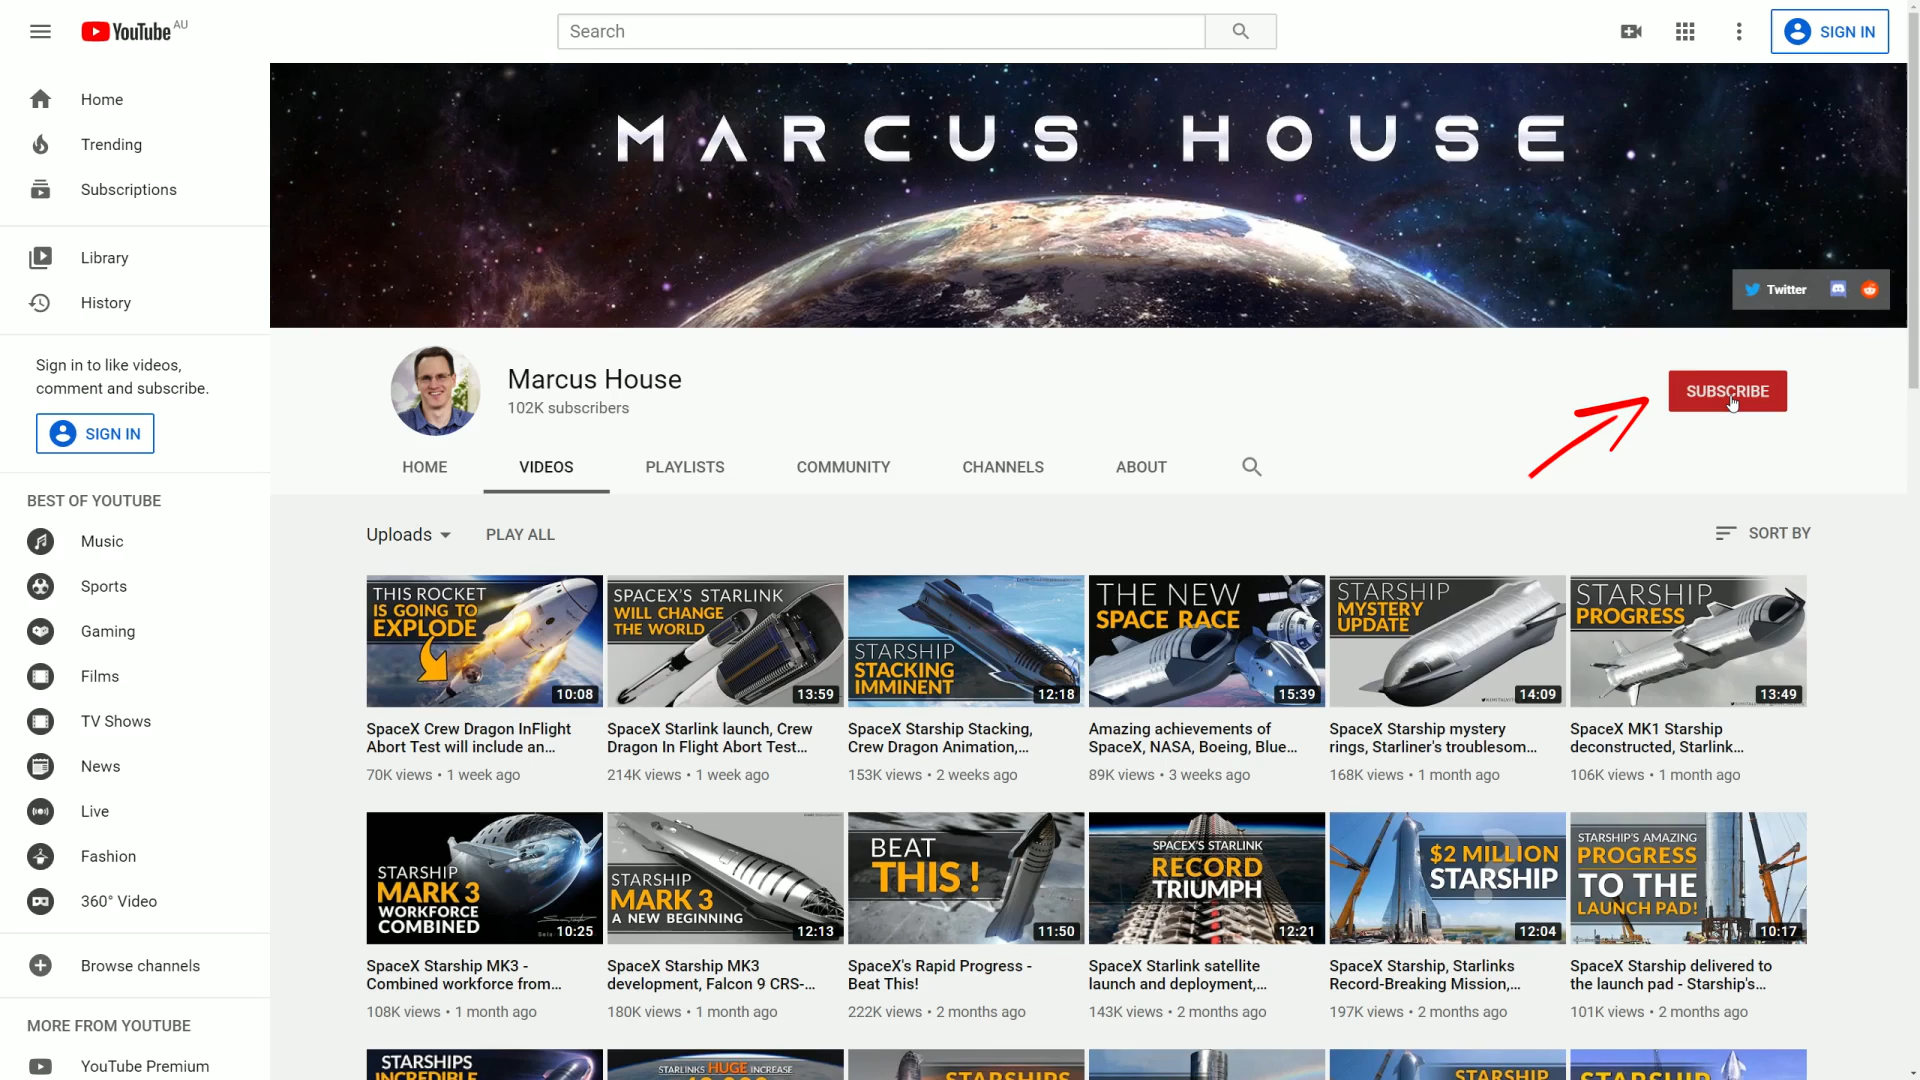 YouTube AU
Search
SIGN IN
Home
Trending
Subscriptions
Library
History
Sign in to like videos,
comment and subscribe.
SIGN IN
BEST OF YOUTUBE
Music
Sports
Gaming
Films
TV Shows
News
Live
Fashion
360° Video
Browse channels
MORE FROM YOUTUBE
YouTube Premium
MARCUS HOUSE
Twitter
Marcus House
102K subscribers
SUBSCRIBE
HOME VIDEOS PLAYLISTS COMMUNITY CHANNELS ABOUT
Uploads PLAY ALL
SORT BY
THIS ROCKET
IS GOING TO
EXPLODE
10:08
SpaceX Crew Dragon InFlight
Abort Test will include an...
70K views • 1 week ago
SPACEX'S STARLINK
WILL CHANGE
THE WORLD
13:59
SpaceX Starlink launch, Crew
Dragon In Flight Abort Test...
214K views • 1 week ago
STARSHIP
STACKING
IMMINENT
12:18
SpaceX Starship Stacking,
Crew Dragon Animation,...
153K views • 2 weeks ago
THE NEW
SPACE RACE
15:39
Amazing achievements of
SpaceX, NASA, Boeing, Blue...
89K views • 3 weeks ago
STARSHIP
MYSTERY
UPDATE
14:09
SpaceX Starship mystery
rings, Starliner's troublesom...
168K views • 1 month ago
STARSHIP
PROGRESS
13:49
SpaceX MK1 Starship
deconstructed, Starlink...
106K views • 1 month ago
STARSHIP
MARK 3
WORKFORCE
COMBINED
10:25
SpaceX Starship MK3 -
Combined workforce from...
108K views • 1 month ago
STARSHIP
MARK 3
A NEW BEGINNING
12:13
SpaceX Starship MK3
development, Falcon 9 CRS-...
180K views • 1 month ago
BEAT
THIS !
11:50
SpaceX's Rapid Progress -
Beat This!
222K views • 2 months ago
SPACEX'S STARLINK
RECORD
TRIUMPH
12:21
SpaceX Starlink satellite
launch and deployment,...
143K views • 2 months ago
$2 MILLION
STARSHIP
12:04
SpaceX Starship, Starlinks
Record-Breaking Mission,...
197K views • 2 months ago
STARSHIP'S AMAZING
PROGRESS
TO THE
LAUNCH PAD!
10:17
SpaceX Starship delivered to
the launch pad - Starship's...
101K views • 2 months ago
STARSHIPS
INCREDIBLE
STARLINKS HUGE INCREASE
STARSHIPS
STARSHIP
STARSHIP